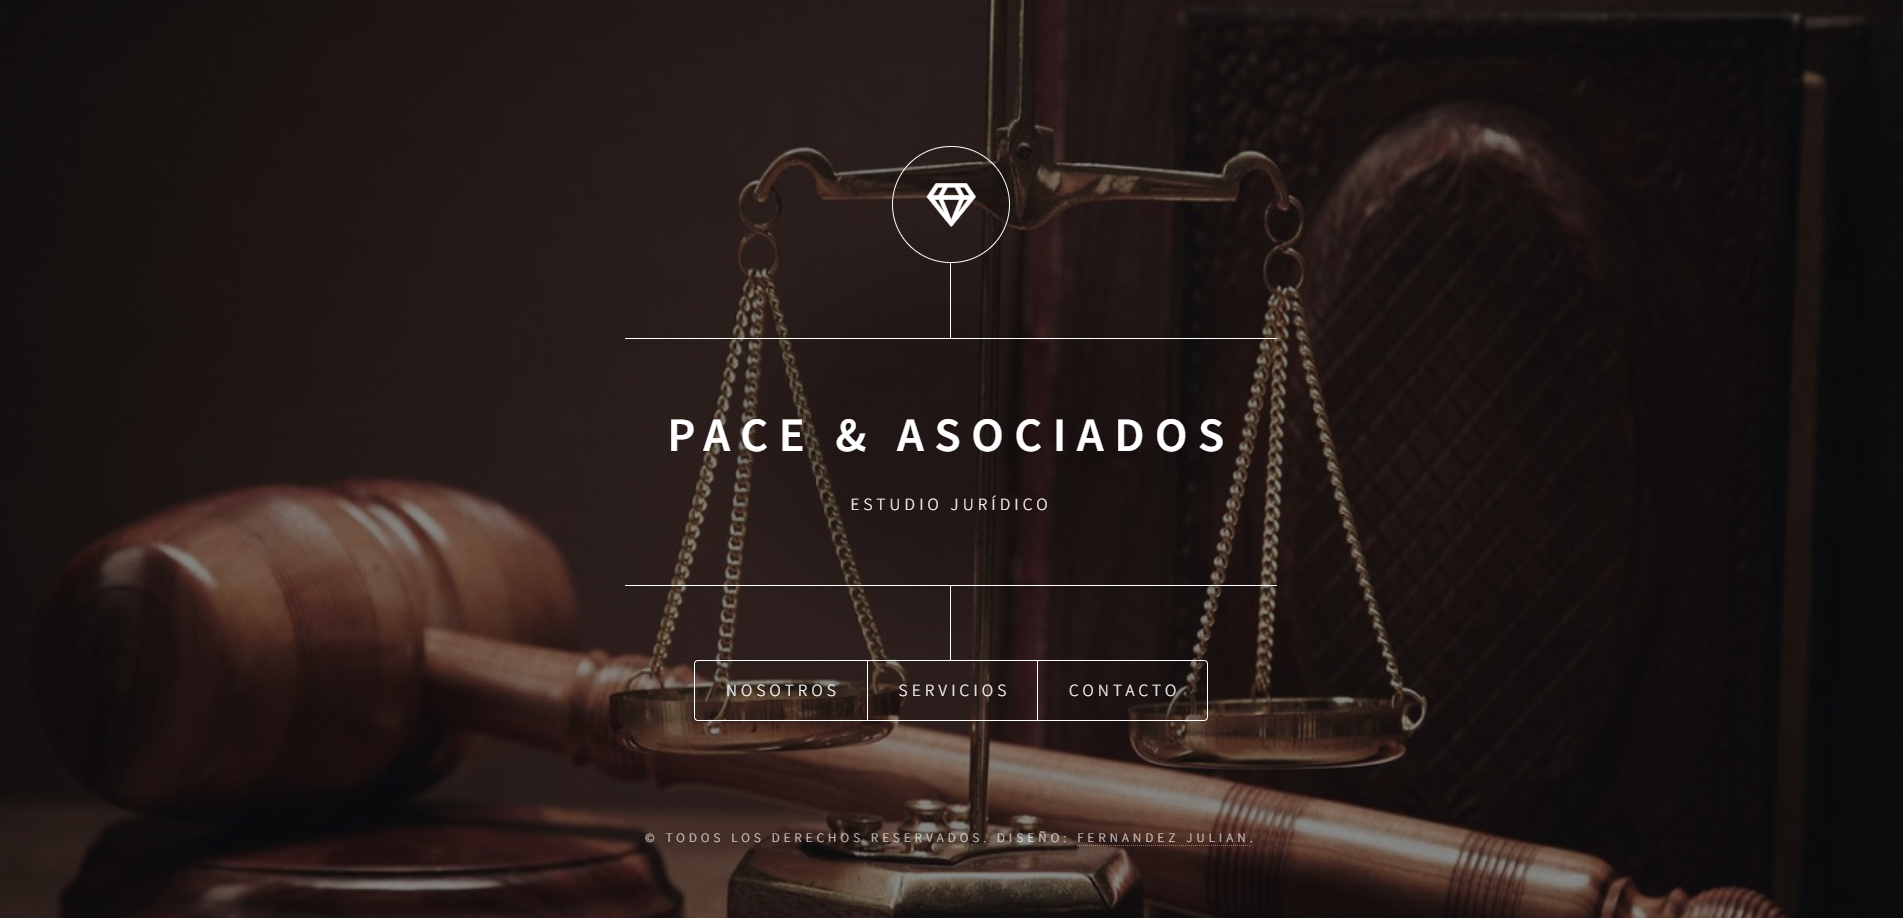 PACE & ASOCIADOS
ESTUDIO JURÍDICO
NOSOTROS
SERVICIOS
CONTACTO
© TODOS LOS DERECHOS RESERVADOS. DISEÑO: FERNANDEZ JULIAN.